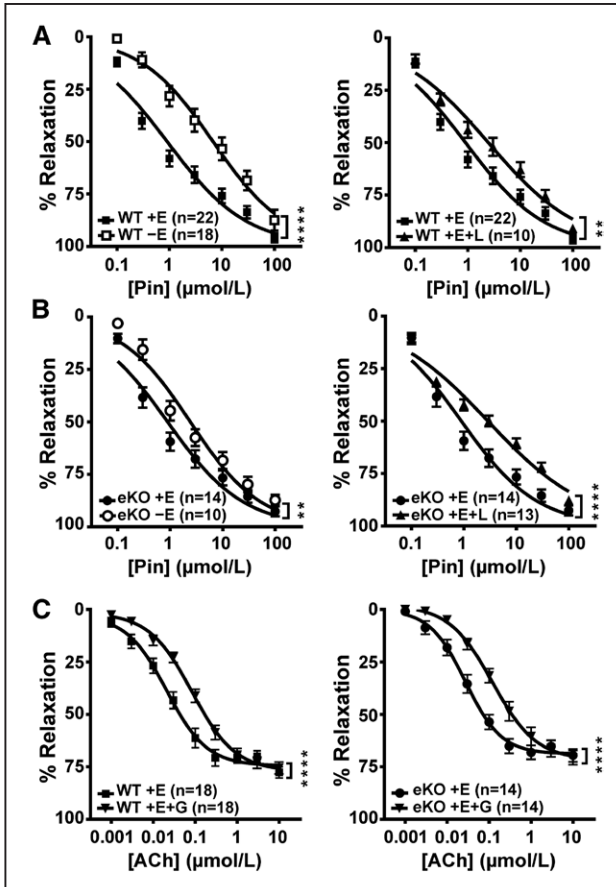 A
0
25
50
75
100
% Relaxation
WT +E (n=22)
WT −E (n=18)
****
0.1 1 10 100
[Pin] (µmol/L)
0
25
50
75
100
% Relaxation
WT +E (n=22)
WT +E+L (n=10)
**
0.1 1 10 100
[Pin] (µmol/L)
B
0
25
50
75
100
% Relaxation
eKO +E (n=14)
eKO −E (n=10)
**
0.1 1 10 100
[Pin] (µmol/L)
0
25
50
75
100
% Relaxation
eKO +E (n=14)
eKO +E+L (n=13)
****
0.1 1 10 100
[Pin] (µmol/L)
C
0
25
50
75
100
% Relaxation
WT +E (n=18)
WT +E+G (n=18)
****
0.001 0.01 0.1 1 10
[ACh] (µmol/L)
0
25
50
75
100
% Relaxation
eKO +E (n=14)
eKO +E+G (n=14)
****
0.001 0.01 0.1 1 10
[ACh] (µmol/L)